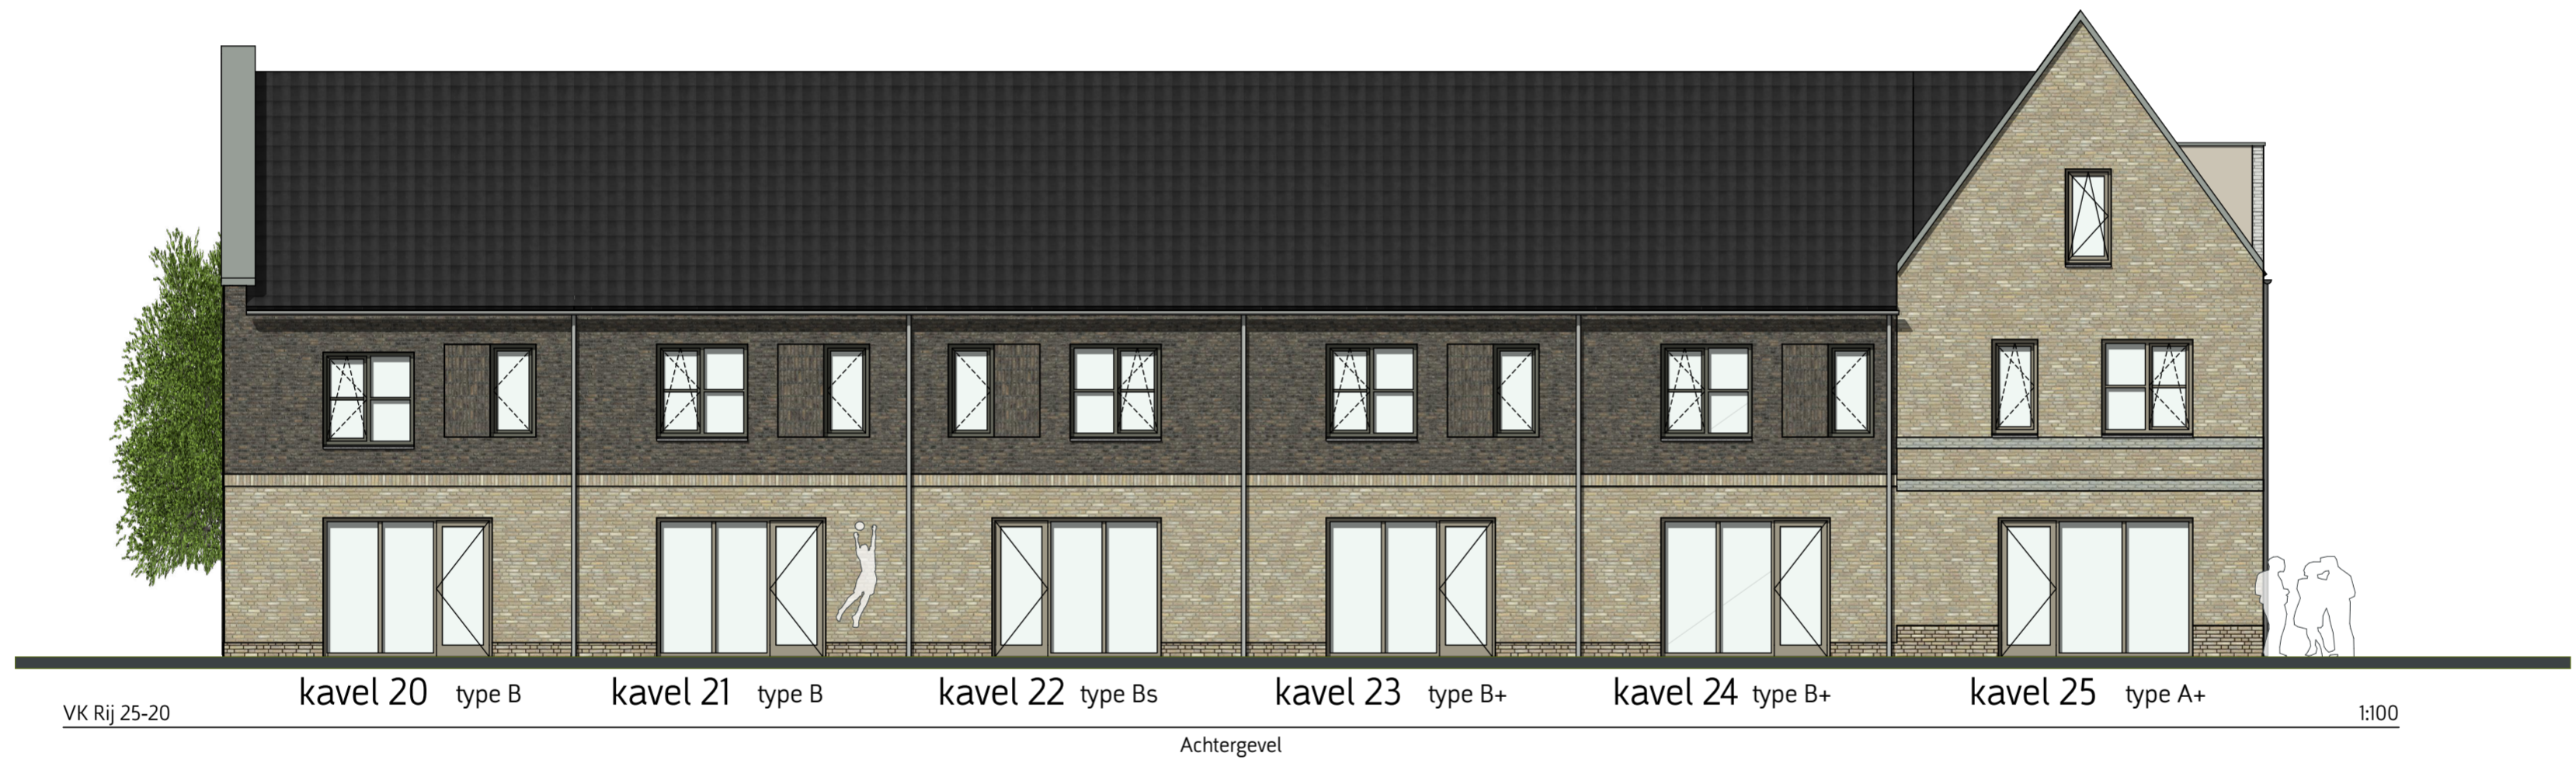 kavel 20 type B kavel 21 type B kavel 22 type Bs kavel 23 type B+ kavel 24 type B+ kavel 25 type A+
VK Rij 25-20 1:100
Achtergevel